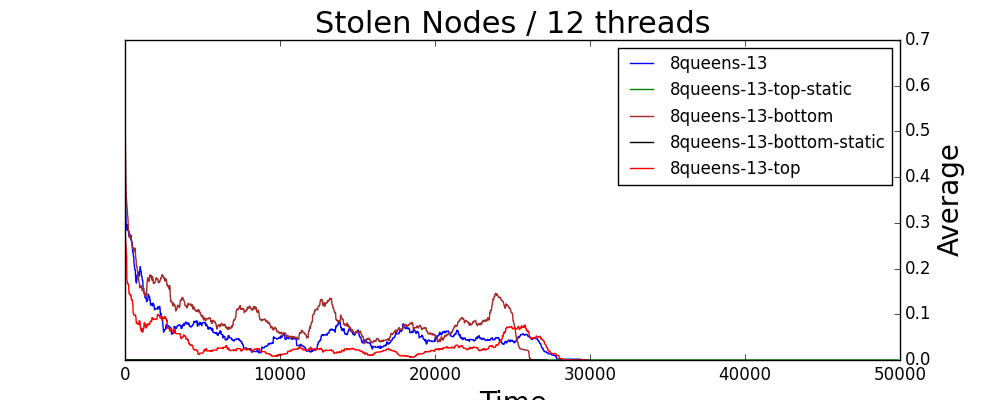 Stolen Nodes / 12 threads
8queens-13
8queens-13-top-static
8queens-13-bottom
8queens-13-bottom-static
8queens-13-top
0.7
0.6
0.5
0.4
0.3
0.2
0.1
0.0
Average
0 10000 20000 30000 40000 50000
Time